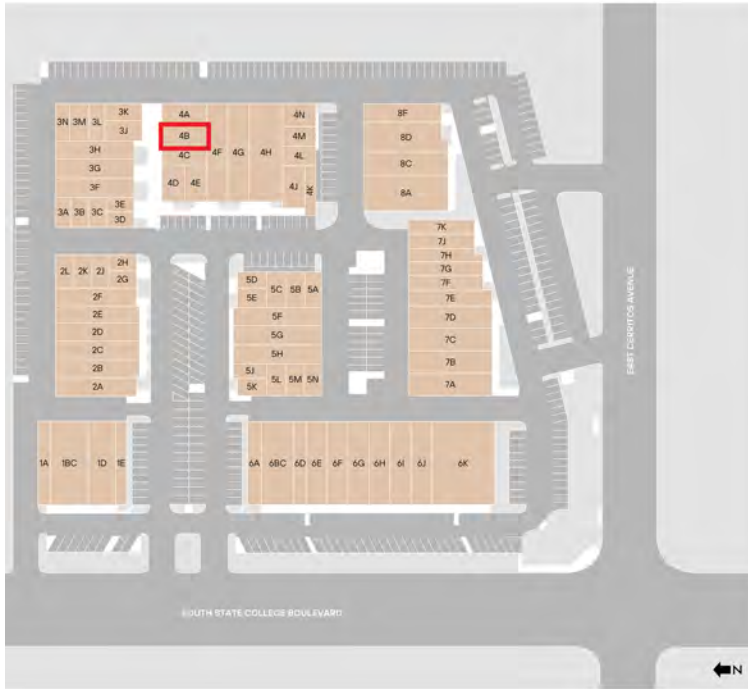 3N 3M 3L 3K
3J
3H
3G
3F
3A 3B 3C 3E
3D
4A
4B
4C
4D 4E 4F 4G 4H
4N
4M
4L
4J 4K
8F
8D
8C
8A
7K
7J
7H
7G
7F
7E
7D
7C
7B
7A
2L 2K 2J 2H
2G
2F
2E
2D
2C
2B
2A
5D
5E
5C 5B 5A
5F
5G
5H
5J
5K
5L 5M 5N
1A 1BC 1D 1E
6A 6BC 6D 6E 6F 6G 6H 6I 6J 6K
EAST CERRITOS AVENUE
SOUTH STATE COLLEGE BOULEVARD
N